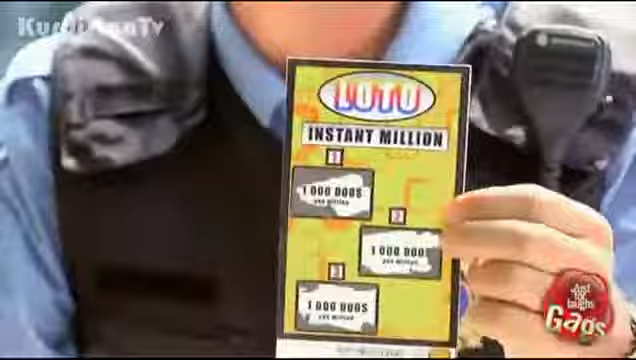 LOTO
INSTANT MILLION
1
1 000 000$
one million
2
1 000 000$
one million
3
1 000 000$
one million
Just
for
laughs
Gags